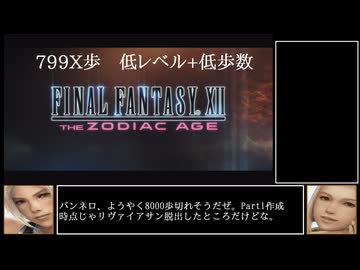 799X歩 低レベル+低歩数
FINAL FANTASY XII
THE ZODIAC AGE
パンネロ、ようやく8000歩切れそうだぜ。Part1作成
時点じゃリヴァイアサン脱出したところだけどな。